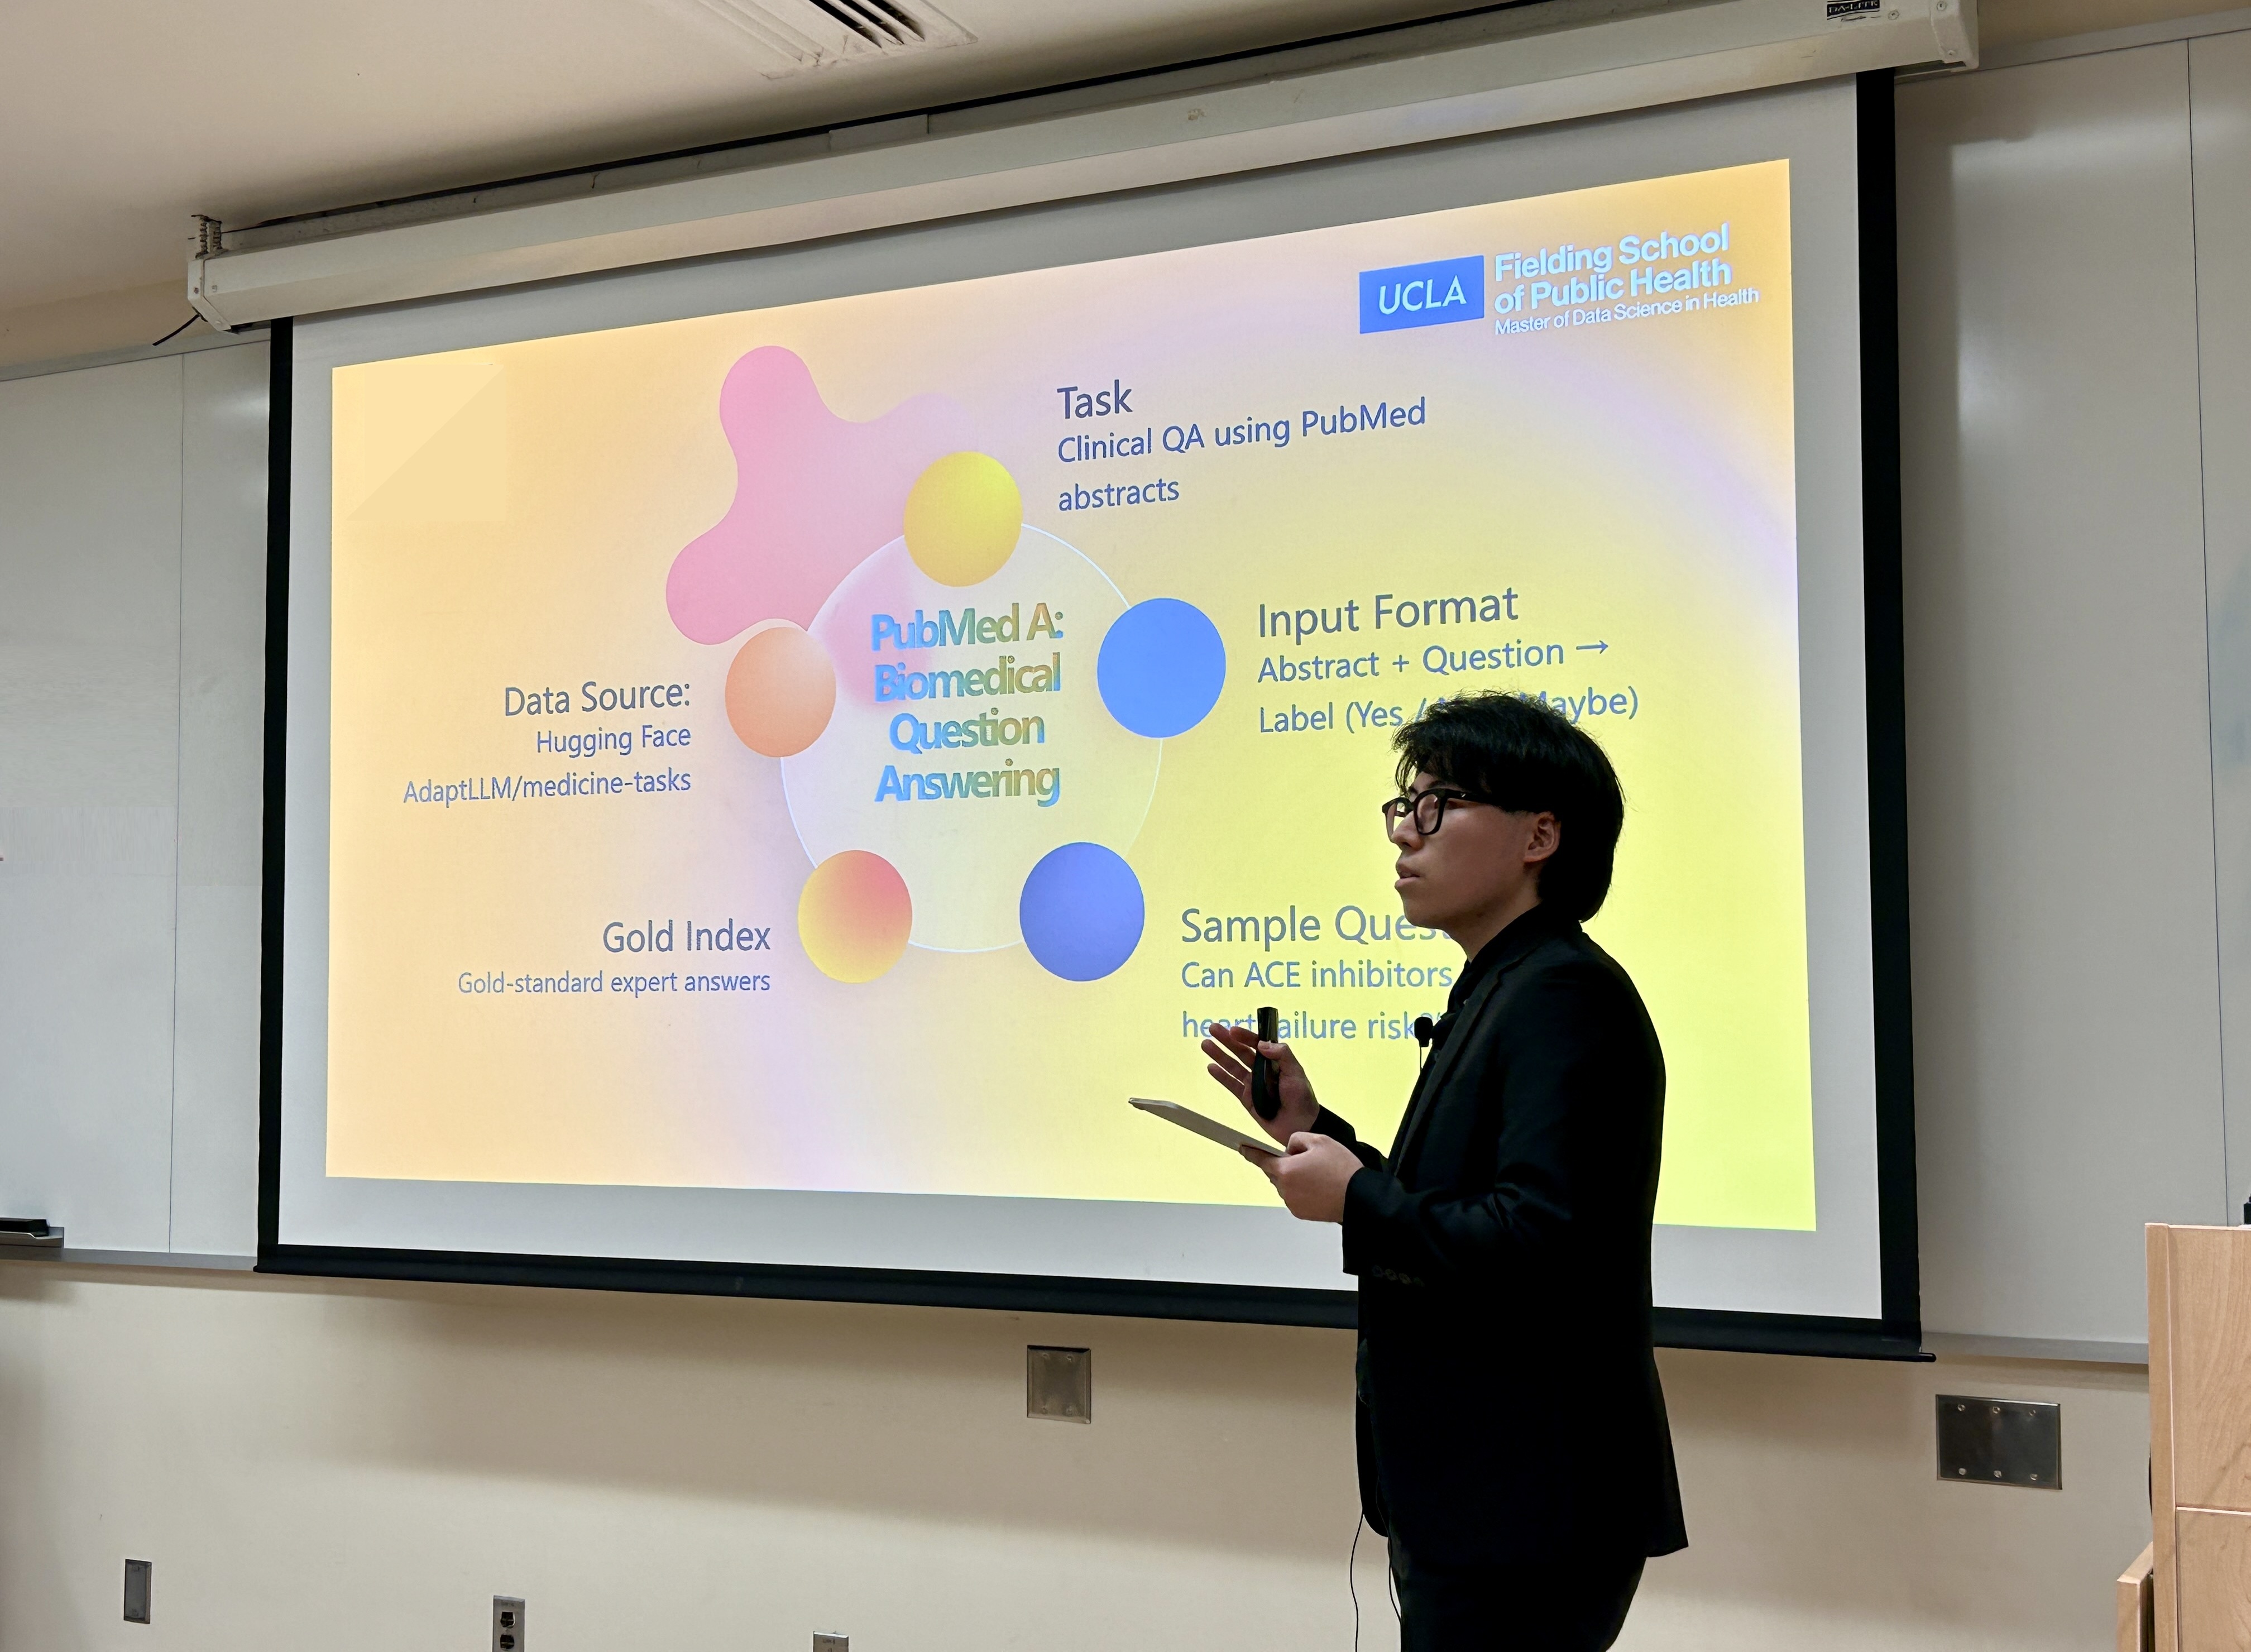 DA-LITE
UCLA
Fielding School
of Public Health
Master of Data Science in Health
Task
Clinical QA using PubMed
abstracts
Input Format
Abstract + Question →
Label (Yes /
PubMed A:
Biomedical
Question
Answering
Data Source:
Hugging Face
AdaptLLM/medicine-tasks
Gold Index
Gold-standard expert answers
Sample
Can ACE inhibitors
risk